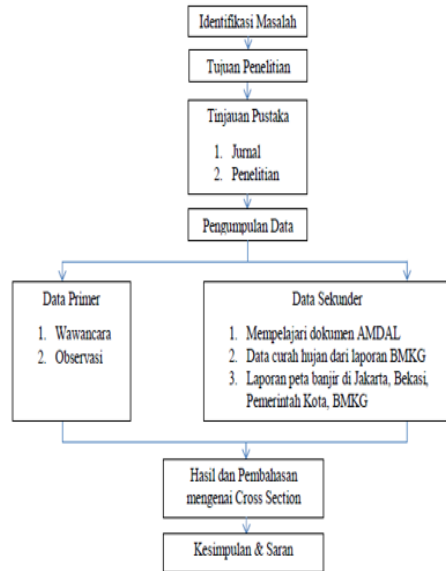 Identifikasi Masalah
Tujuan Penelitian
Tinjauan Pustaka
1. Jurnal
2. Penelitian
Pengumpulan Data
Data Primer
1. Wawancara
2. Observasi
Data Sekunder
1. Mempelajari dokumen AMDAL
2. Data curah hujan dari laporan BMKG
3. Laporan peta banjir di Jakarta, Bekasi,
Pemerintah Kota, BMKG
Hasil dan Pembahasan
mengenai Cross Section
Kesimpulan & Saran